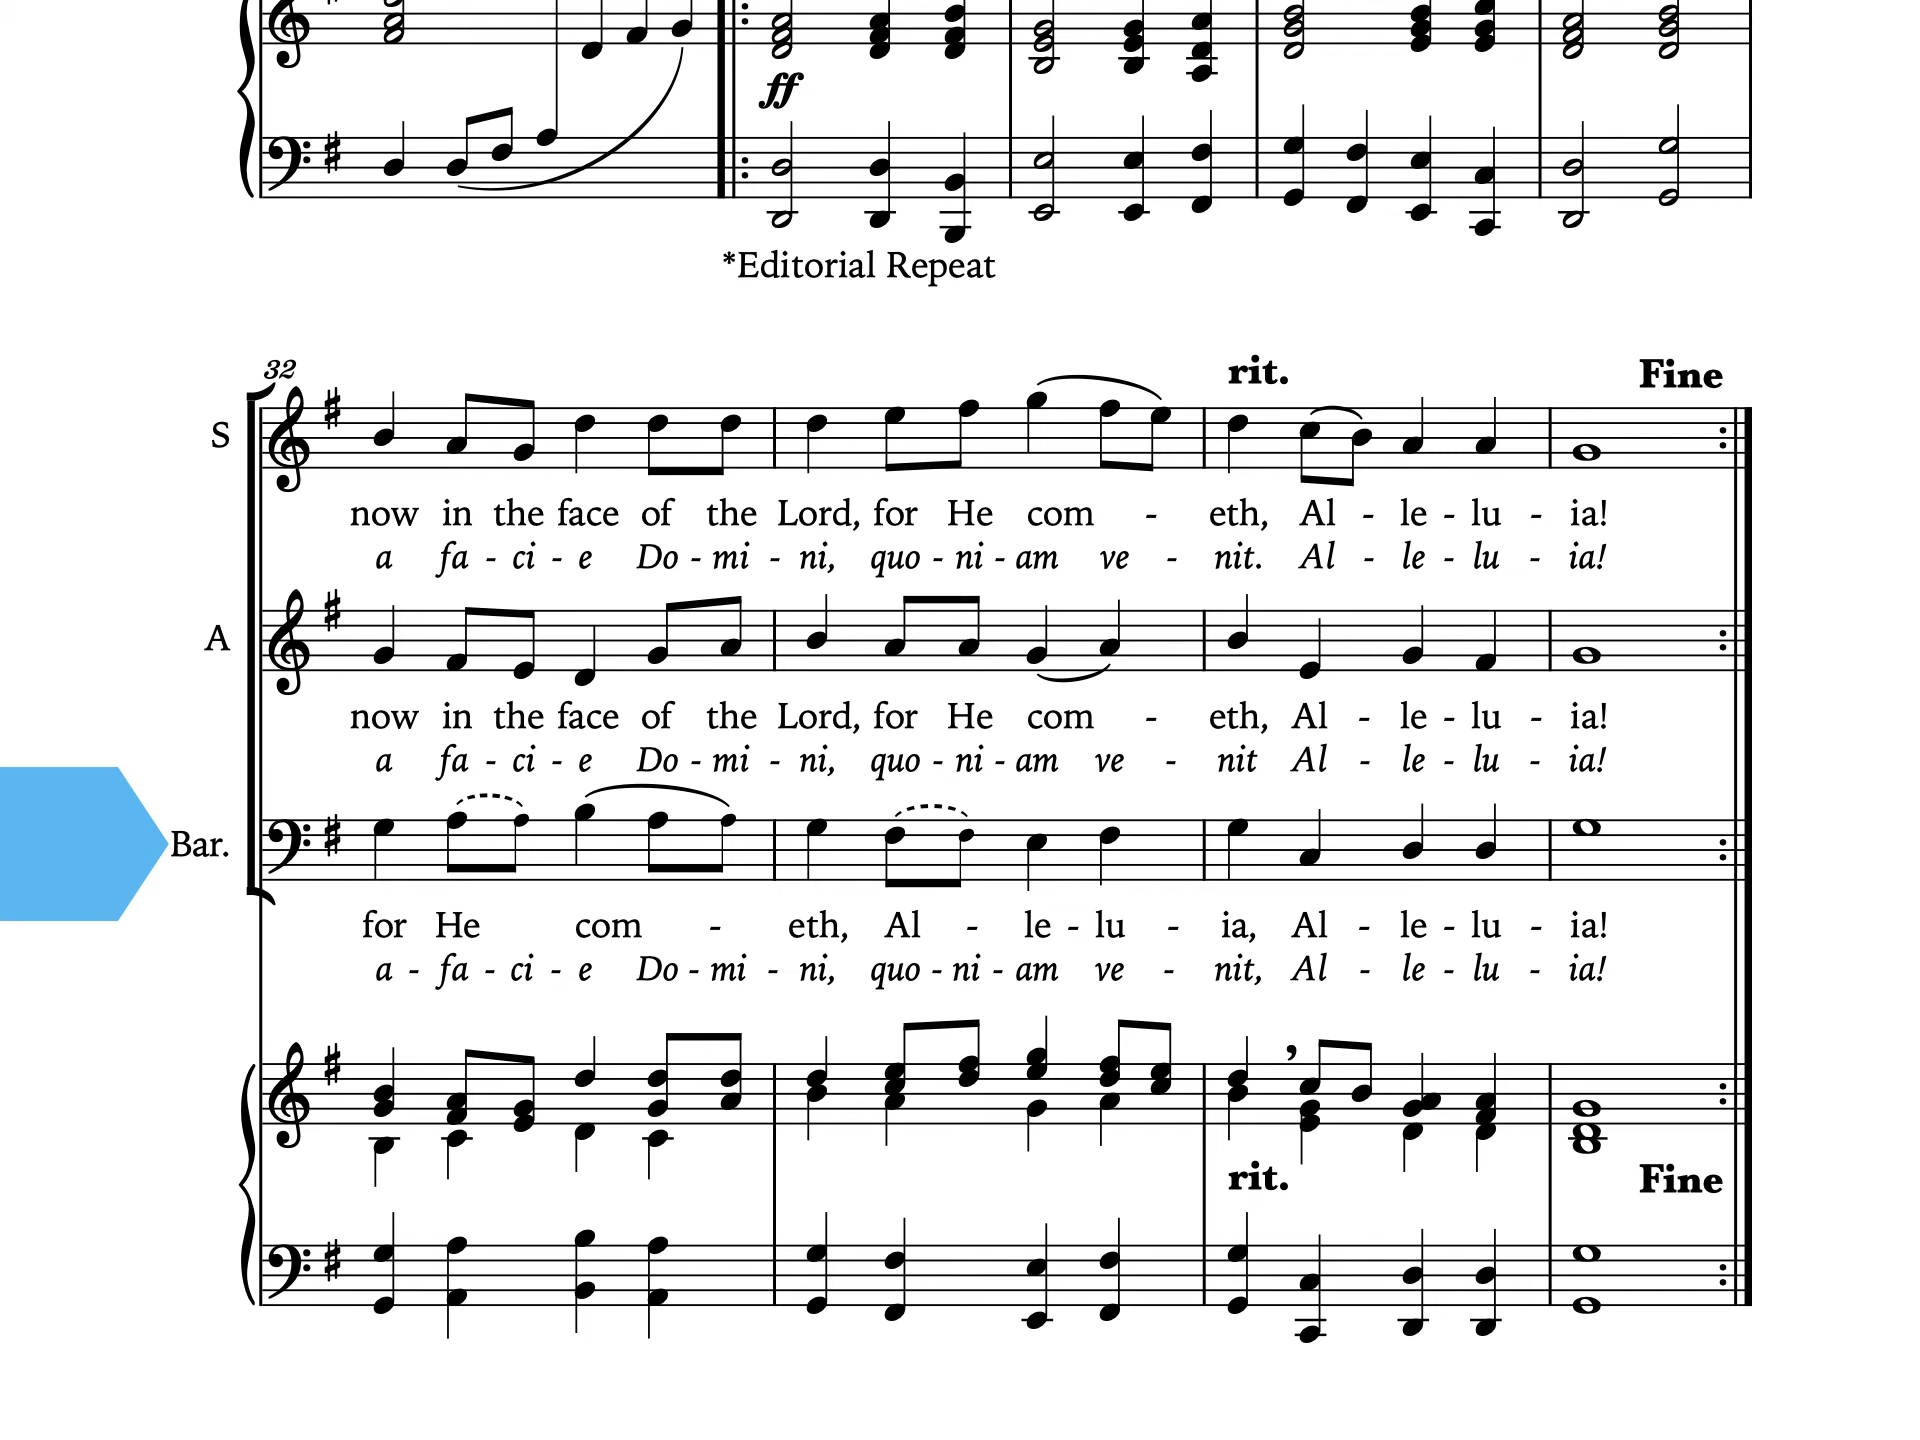 ff
*Editorial Repeat
32
rit. Fine
S
now in the face of the Lord, for He com - eth, Al - le - lu - ia!
a fa - ci - e Do - mi - ni, quo - ni - am ve - nit. Al - le - lu - ia!
A
now in the face of the Lord, for He com - eth, Al - le - lu - ia!
a fa - ci - e Do - mi - ni, quo - ni - am ve - nit Al - le - lu - ia!
Bar.
for He com - eth, Al - le - lu - ia, Al - le - lu - ia!
a - fa - ci - e Do - mi - ni, quo - ni - am ve - nit, Al - le - lu - ia!
rit. Fine